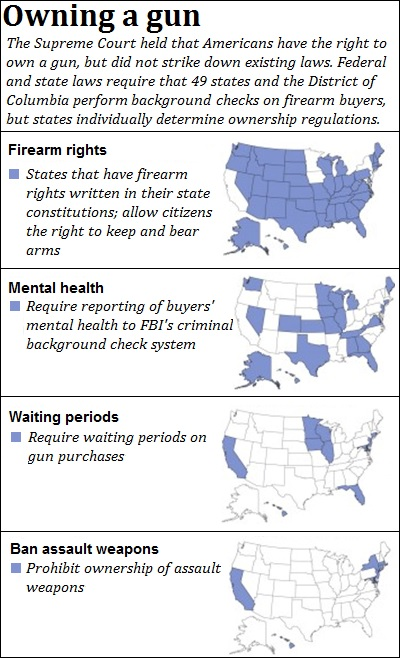 Owning a gun
The Supreme Court held that Americans have the right to
own a gun, but did not strike down existing laws. Federal
and state laws require that 49 states and the District of
Columbia perform background checks on firearm buyers,
but states individually determine ownership regulations.
Firearm rights
States that have firearm
rights written in their state
constitutions; allow citizens
the right to keep and bear
arms
Mental health
Require reporting of buyers'
mental health to FBI's criminal
background check system
Waiting periods
Require waiting periods on
gun purchases
Ban assault weapons
Prohibit ownership of assault
weapons